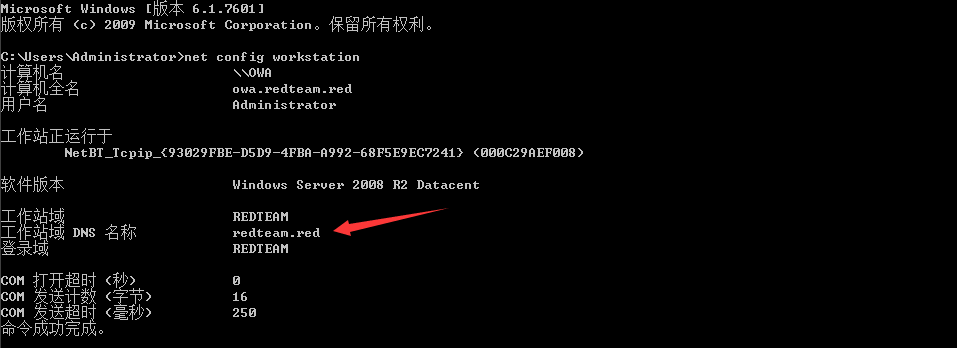 Microsoft Windows [版本 6.1.7601]
版权所有 (c) 2009 Microsoft Corporation。保留所有权利。
C:\Users\Administrator>net config workstation
计算机名 \\OWA
计算机全名 owa.redteam.red
用户名 Administrator
工作站正运行于
NetBT_Tcpip_{93029FBE-D5D9-4FBA-A992-68F5E9EC7241} (000C29AEF008)
软件版本 Windows Server 2008 R2 Datacent
工作站域 REDTEAM
工作站域 DNS 名称 redteam.red
登录域 REDTEAM
COM 打开超时 (秒) 0
COM 发送计数 (字节) 16
COM 发送超时 (毫秒) 250
命令成功完成。